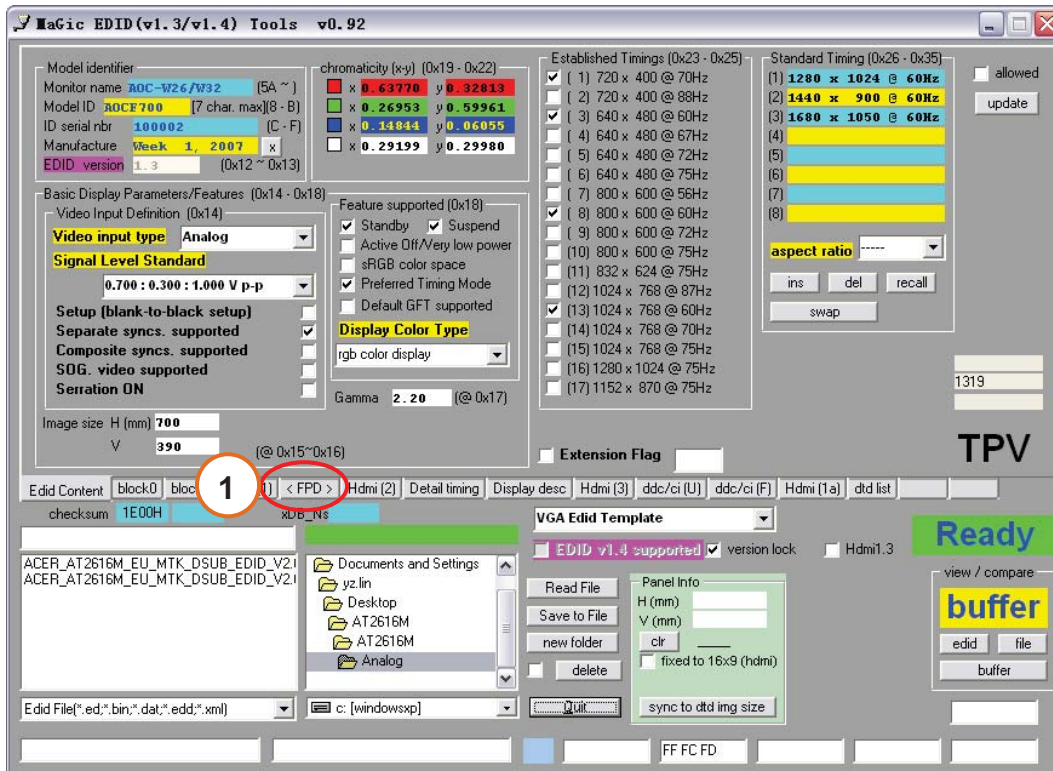 MaGic EDID(v1.3/v1.4) Tools v0.92
Model identifier
Monitor name AOC-W26/W32 (5A ~ )
Model ID AOCF700 [7 char. max](8 - B)
ID serial nbr 100002 (C - F)
Manufacture Week 1, 2007 x
EDID version 1.3 (0x12 ~ 0x13)
chromaticity (x-y) (0x19 - 0x22)
x 0.63770 y 0.32813
x 0.26953 y 0.59961
x 0.14844 y 0.06055
x 0.29199 y 0.29980
Basic Display Parameters/Features (0x14 - 0x18)
Video Input Definition (0x14)
Video input type Analog
Signal Level Standard
0.700 : 0.300 : 1.000 V p-p
Setup (blank-to-black setup)
Separate syncs. supported
Composite syncs. supported
SOG. video supported
Serration ON
Feature supported (0x18)
Standby Suspend
Active Off/Very low power
sRGB color space
Preferred Timing Mode
Default GFT supported
Display Color Type
rgb color display
Gamma 2.20 (@ 0x17)
Image size H (mm) 700
V 390 (@ 0x15~0x16)
Established Timings (0x23 - 0x25)
( 1) 720 x 400 @ 70Hz
( 2) 720 x 400 @ 88Hz
( 3) 640 x 480 @ 60Hz
( 4) 640 x 480 @ 67Hz
( 5) 640 x 480 @ 72Hz
( 6) 640 x 480 @ 75Hz
( 7) 800 x 600 @ 56Hz
( 8) 800 x 600 @ 60Hz
( 9) 800 x 600 @ 72Hz
(10) 800 x 600 @ 75Hz
(11) 832 x 624 @ 75Hz
(12) 1024 x 768 @ 87Hz
(13) 1024 x 768 @ 60Hz
(14) 1024 x 768 @ 70Hz
(15) 1024 x 768 @ 75Hz
(16) 1280 x 1024 @ 75Hz
(17) 1152 x 870 @ 75Hz
Extension Flag
Standard Timing (0x26 - 0x35)
(1) 1280 x 1024 @ 60Hz
(2) 1440 x 900 @ 60Hz
(3) 1680 x 1050 @ 60Hz
(4)
(5)
(6)
(7)
(8)
aspect ratio -----
ins del recall
swap
allowed
update
1319
TPV
Edid Content block0 bloc 1) < FPD > Hdmi (2) Detail timing Display desc Hdmi (3) ddc/ci (U) ddc/ci (F) Hdmi (1a) dtd list
1
checksum 1E00H xDB_Ns
ACER_AT2616M_EU_MTK_DSUB_EDID_V2.
ACER_AT2616M_EU_MTK_DSUB_EDID_V2.
Edid File(*.ed;*.bin;*.dat;*.edd;*.xml)
Documents and Settings
yz.lin
Desktop
AT2616M
AT2616M
Analog
c: [windowsxp]
VGA Edid Template
EDID v1.4 supported version lock Hdmi1.3
Read File
Save to File
new folder
delete
Quit
Panel Info
H (mm)
V (mm)
clr
fixed to 16x9 (hdmi)
sync to dtd img size
Ready
view / compare
buffer
edid file
buffer
FF FC FD